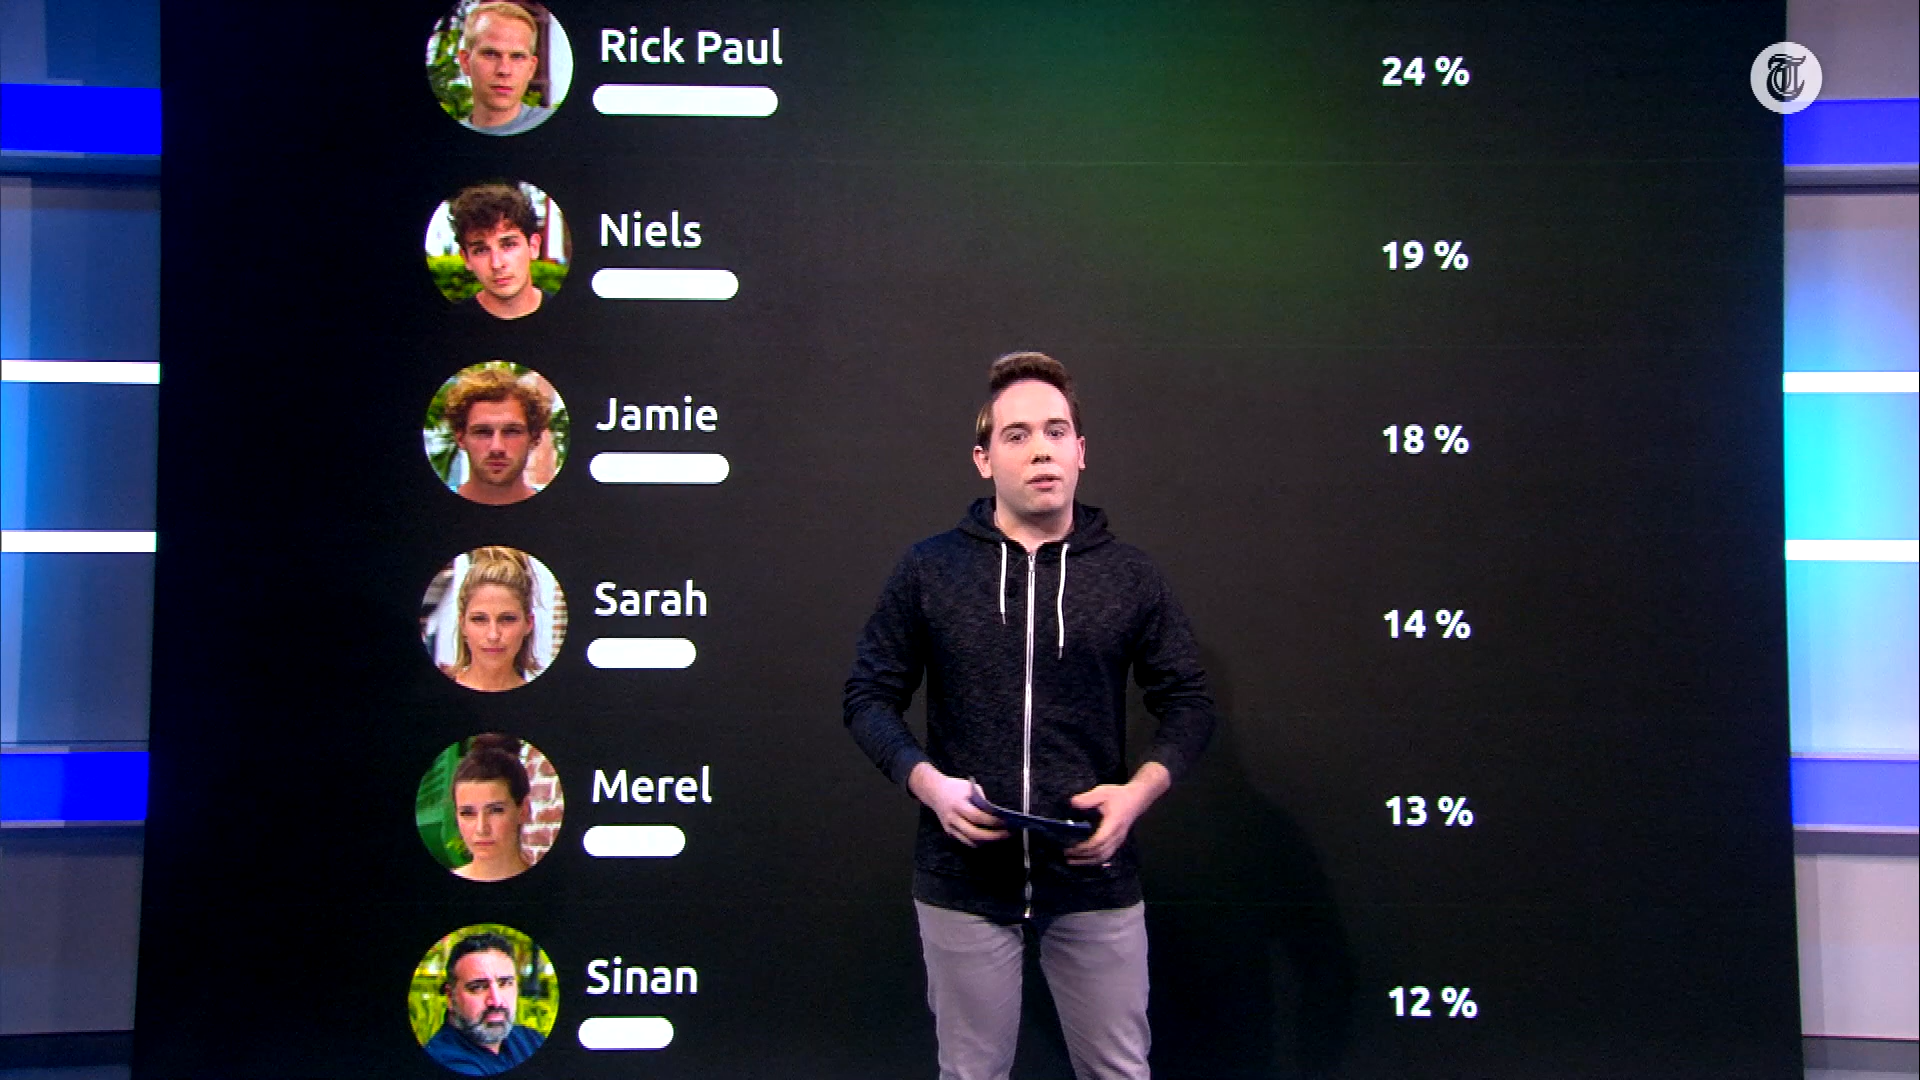 Rick Paul
24 %
Niels
19 %
Jamie
18 %
Sarah
14 %
Merel
13 %
Sinan
12 %
T